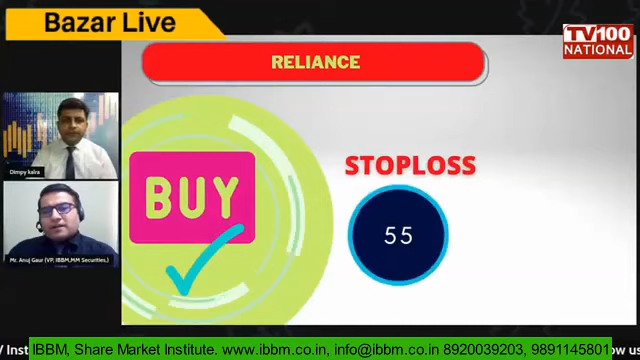 Bazar Live
TV100
NATIONAL
RELIANCE
Dimpy kalra
BUY
STOPLOSS
55
Mr. Anuj Gaur (VP, IBBM,MM Securities,)
IBBM, Share Market Institute. www.ibbm.co.in, info@ibbm.co.in 8920039203, 9891145801